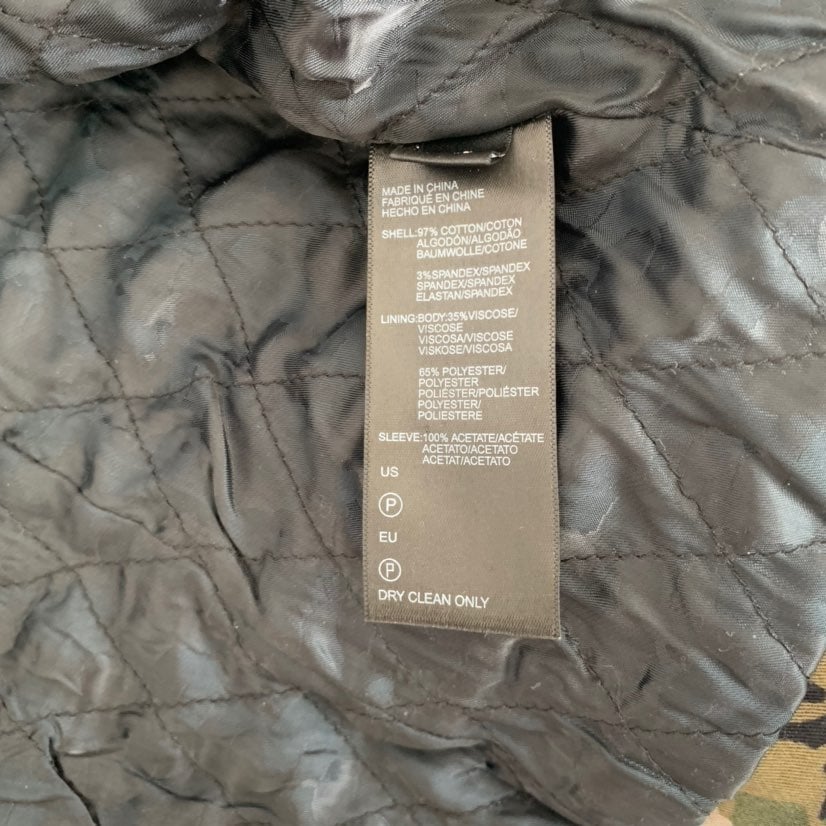 MADE IN CHINA
FABRIQUÉ EN CHINE
HECHO EN CHINA
SHELL:97% COTTON/COTON
ALGODÓN/ALGODÃO
BAUMWOLLE/COTONE
3%SPANDEX/SPANDEX
SPANDEX/SPANDEX
ELASTAN/SPANDEX
LINING:BODY:35%VISCOSE/
VISCOSE
VISCOSA/VISCOSE
VISKOSE/VISCOSA
65% POLYESTER/
POLYESTER
POLIÉSTER/POLIÉSTER
POLYESTER/
POLIESTERE
SLEEVE:100% ACETATE/ACÉTATE
ACETATO/ACETATO
ACETAT/ACETATO
US
P
EU
P
DRY CLEAN ONLY